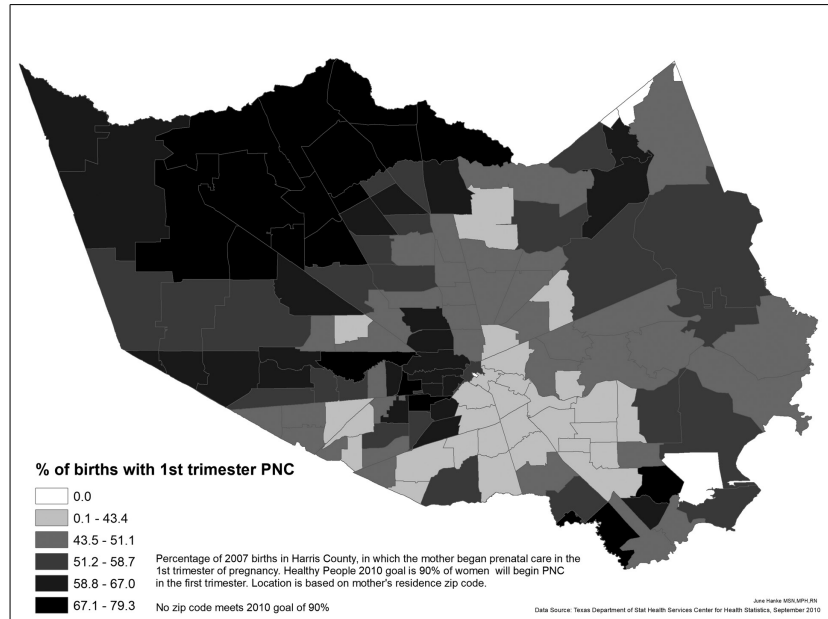 % of births with 1st trimester PNC
0.0
0.1 - 43.4
43.5 - 51.1
51.2 - 58.7
58.8 - 67.0
67.1 - 79.3
Percentage of 2007 births in Harris County, in which the mother began prenatal care in the
1st trimester of pregnancy. Healthy People 2010 goal is 90% of women will begin PNC
in the first trimester. Location is based on mother's residence zip code.
No zip code meets 2010 goal of 90%
June Hanke MSN,MPH,RN
Data Source: Texas Department of Stat Health Services Center for Health Statistics, September 2010